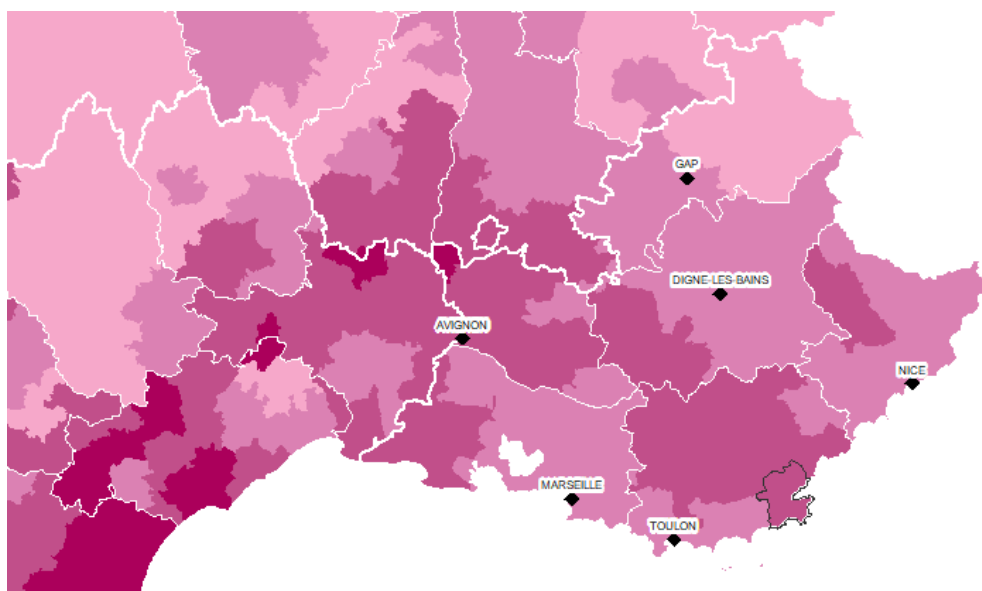 GAP
DIGNE-LES-BAINS
AVIGNON
NICE
MARSEILLE
TOULON